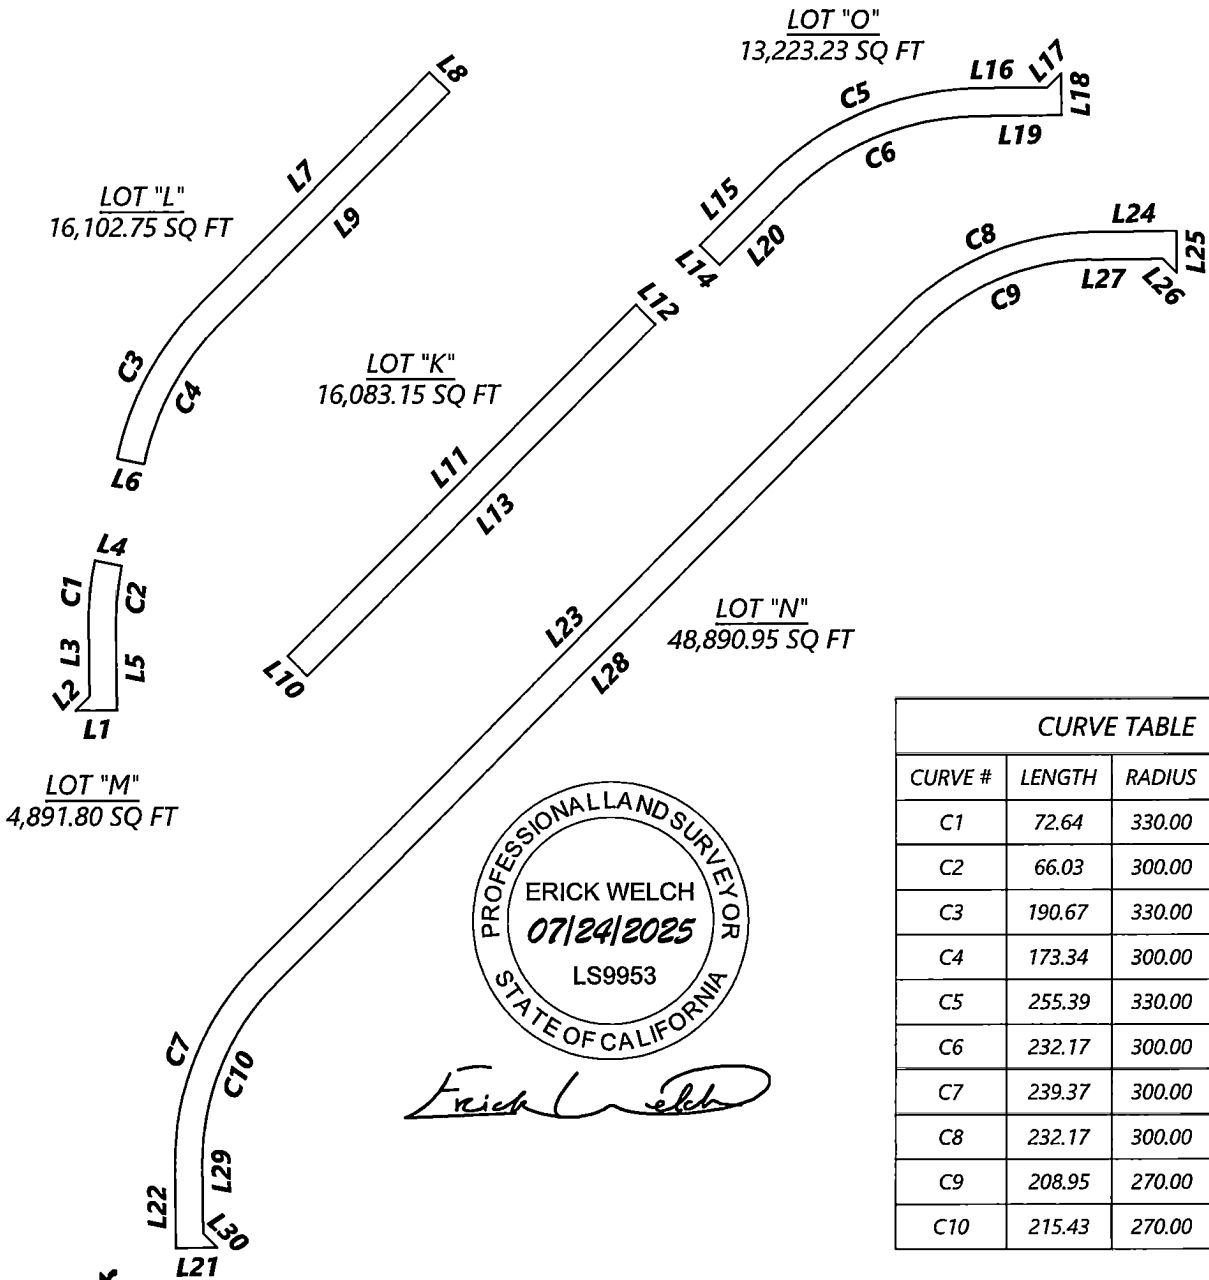 LOT "O"
13,223.23 SQ FT
L8
L16
L17
L18
C5
L19
C6
L7
L15
LOT "L"
16,102.75 SQ FT
L9
L20
L14
L24
C8
L25
L27
L26
C9
L12
C3
C4
LOT "K"
16,083.15 SQ FT
L6
L11
L13
L4
C1
C2
L3
L5
L2
L1
LOT "M"
4,891.80 SQ FT
L10
L23
L28
LOT "N"
48,890.95 SQ FT
PROFESSIONAL LAND SURVEYOR
ERICK WELCH
07/24/2025
LS9953
STATE OF CALIFORNIA
Erick Welch
C7
C10
L22
L29
L30
L21
CURVE TABLE
CURVE # LENGTH RADIUS
C1 72.64 330.00
C2 66.03 300.00
C3 190.67 330.00
C4 173.34 300.00
C5 255.39 330.00
C6 232.17 300.00
C7 239.37 300.00
C8 232.17 300.00
C9 208.95 270.00
C10 215.43 270.00